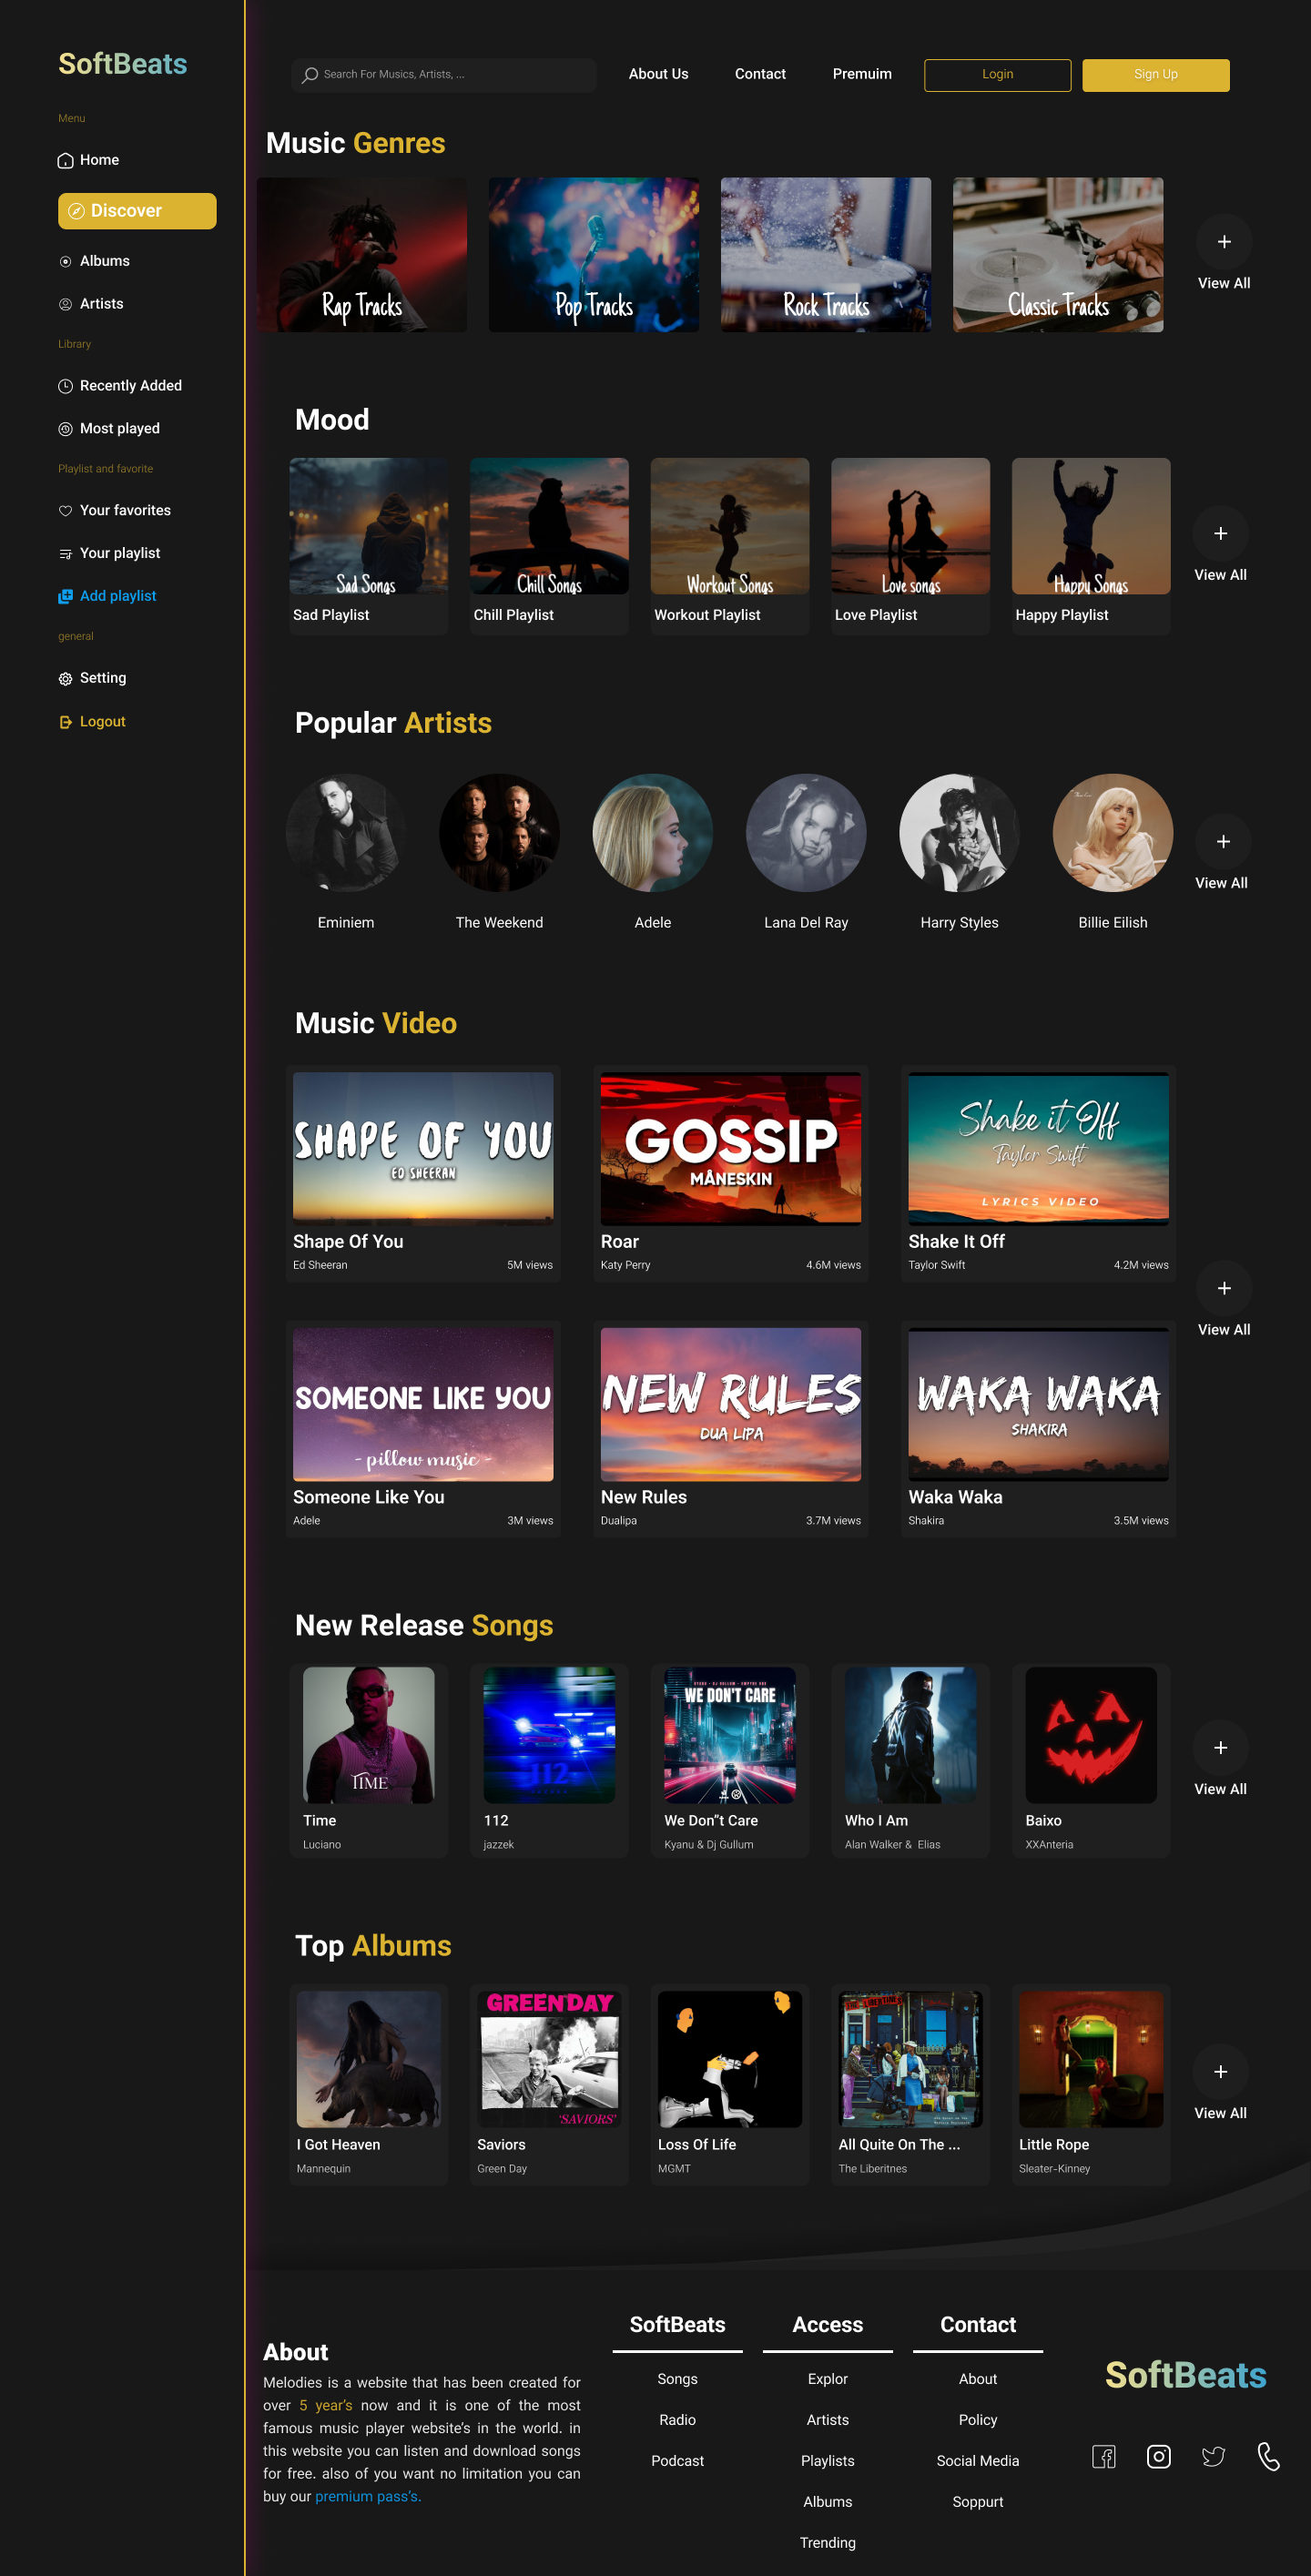 SoftBeats
Menu
Home
Discover
Albums
Artists
Library
Recently Added
Most played
Playlist and favorite
Your favorites
Your playlist
Add playlist
general
Setting
Logout
Search For Musics, Artists, ...
About Us
Contact
Premuim
Login
Sign Up
Music Genres
Rap Tracks
Pop Tracks
Rock Tracks
Classic Tracks
View All
Mood
Sad Songs
Chill Songs
Workout Songs
Love songs
Happy Songs
Sad Playlist
Chill Playlist
Workout Playlist
Love Playlist
Happy Playlist
View All
Popular Artists
Eminiem
The Weekend
Adele
Lana Del Ray
Harry Styles
Billie Eilish
View All
Music Video
SHAPE OF YOU
ED SHEERAN
Shape Of You
Ed Sheeran
5M views
GOSSIP
MÅNESKIN
Roar
Katy Perry
4.6M views
Shake it Off
Taylor Swift
LYRICS VIDEO
Shake It Off
Taylor Swift
4.2M views
View All
SOMEONE LIKE YOU
- pillow music -
Someone Like You
Adele
3M views
NEW RULES
DUA LIPA
New Rules
Dualipa
3.7M views
WAKA WAKA
SHAKIRA
Waka Waka
Shakira
3.5M views
New Release Songs
TIME
Time
Luciano
112
112
jazzek
WE DON'T CARE
We Don"t Care
Kyanu & Dj Gullum
Who I Am
Alan Walker & Elias
Baixo
XXAnteria
View All
Top Albums
I Got Heaven
Mannequin
GREEN DAY
'SAVIORS'
Saviors
Green Day
Loss Of Life
MGMT
All Quite On The ...
The Liberitnes
Little Rope
Sleater-Kinney
View All
About
Melodies is a website that has been created for
over 5 year's now and it is one of the most
famous music player website's in the world. in
this website you can listen and download songs
for free. also of you want no limitation you can
buy our premium pass's.
SoftBeats
Songs
Radio
Podcast
Access
Explor
Artists
Playlists
Albums
Trending
Contact
About
Policy
Social Media
Soppurt
SoftBeats